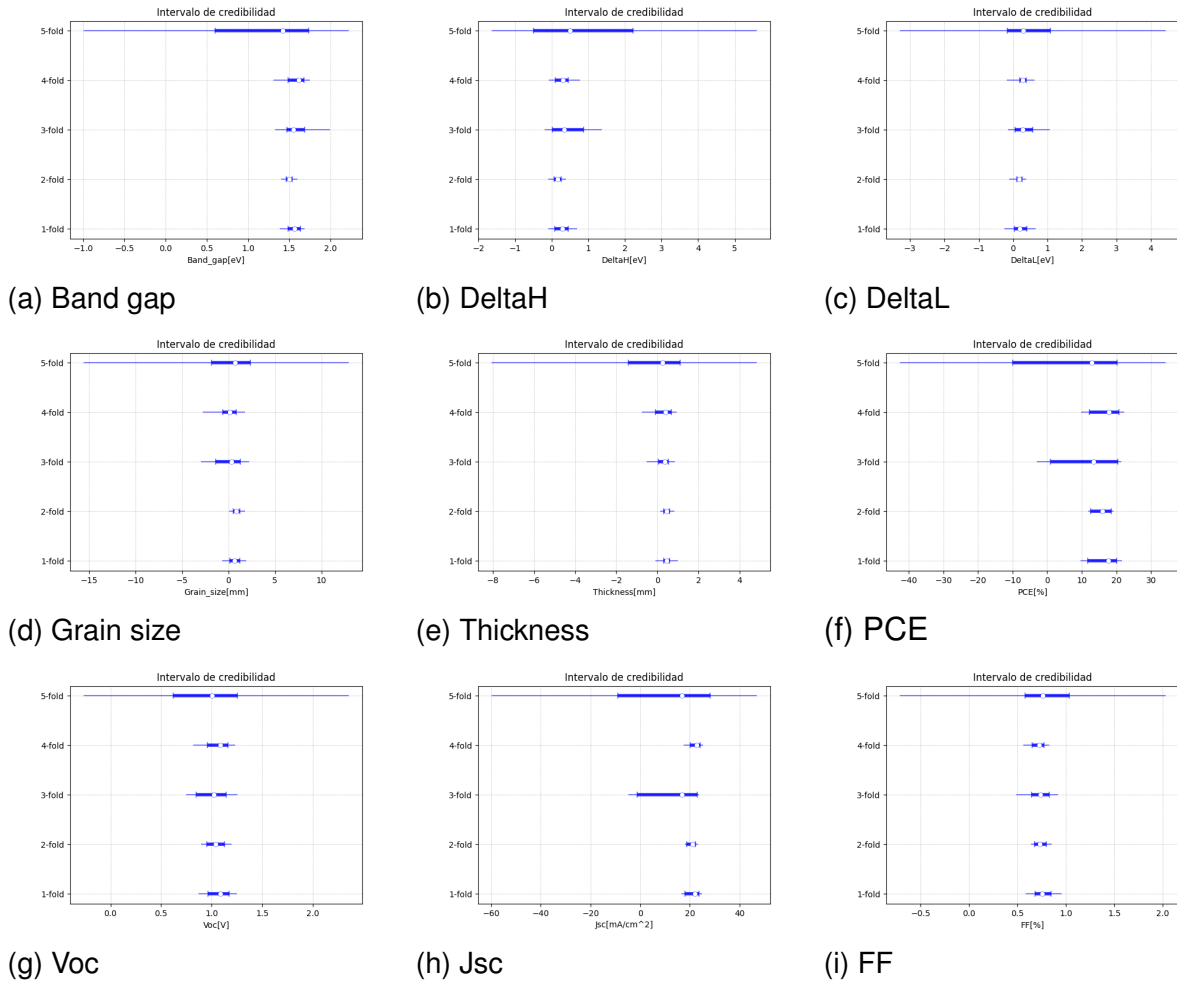 Intervalo de credibilidad
5-fold
4-fold
3-fold
2-fold
1-fold
−1.0 −0.5 0.0 0.5 1.0 1.5 2.0
Band_gap[eV]
(a) Band gap
Intervalo de credibilidad
5-fold
4-fold
3-fold
2-fold
1-fold
−2 −1 0 1 2 3 4 5
DeltaH[eV]
(b) DeltaH
Intervalo de credibilidad
5-fold
4-fold
3-fold
2-fold
1-fold
−3 −2 −1 0 1 2 3 4
DeltaL[eV]
(c) DeltaL
Intervalo de credibilidad
5-fold
4-fold
3-fold
2-fold
1-fold
−15 −10 −5 0 5 10
Grain_size[mm]
(d) Grain size
Intervalo de credibilidad
5-fold
4-fold
3-fold
2-fold
1-fold
−8 −6 −4 −2 0 2 4
Thickness[mm]
(e) Thickness
Intervalo de credibilidad
5-fold
4-fold
3-fold
2-fold
1-fold
−40 −30 −20 −10 0 10 20 30
PCE[%]
(f) PCE
Intervalo de credibilidad
5-fold
4-fold
3-fold
2-fold
1-fold
0.0 0.5 1.0 1.5 2.0
Voc[V]
(g) Voc
Intervalo de credibilidad
5-fold
4-fold
3-fold
2-fold
1-fold
−60 −40 −20 0 20 40
Jsc[mA/cm^2]
(h) Jsc
Intervalo de credibilidad
5-fold
4-fold
3-fold
2-fold
1-fold
−0.5 0.0 0.5 1.0 1.5 2.0
FF[%]
(i) FF